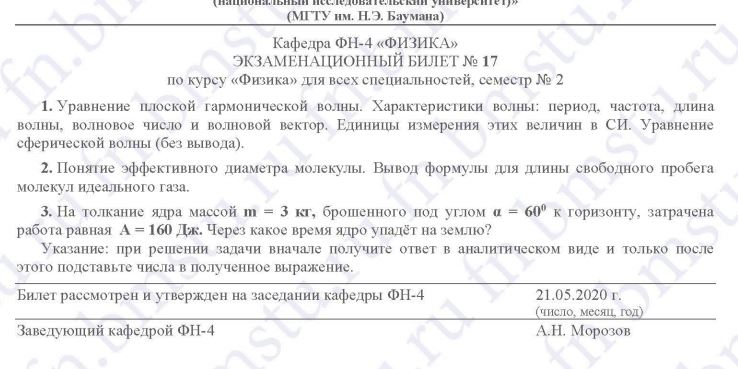 (национальный исследовательский университет)»
(МГТУ им. Н.Э. Баумана)
Кафедра ФН-4 «ФИЗИКА»
ЭКЗАМЕНАЦИОННЫЙ БИЛЕТ № 17
по курсу «Физика» для всех специальностей, семестр № 2
1. Уравнение плоской гармонической волны. Характеристики волны: период, частота, длина
волны, волновое число и волновой вектор. Единицы измерения этих величин в СИ. Уравнение
сферической волны (без вывода).
2. Понятие эффективного диаметра молекулы. Вывод формулы для длины свободного пробега
молекул идеального газа.
3. На толкание ядра массой m = 3 кг, брошенного под углом α = 60⁰ к горизонту, затрачена
работа равная A = 160 Дж. Через какое время ядро упадёт на землю?
Указание: при решении задачи вначале получите ответ в аналитическом виде и только после
этого подставьте числа в полученное выражение.
Билет рассмотрен и утвержден на заседании кафедры ФН-4 21.05.2020 г.
(число, месяц, год)
Заведующий кафедрой ФН-4 А.Н. Морозов
fn.bmstu.ru